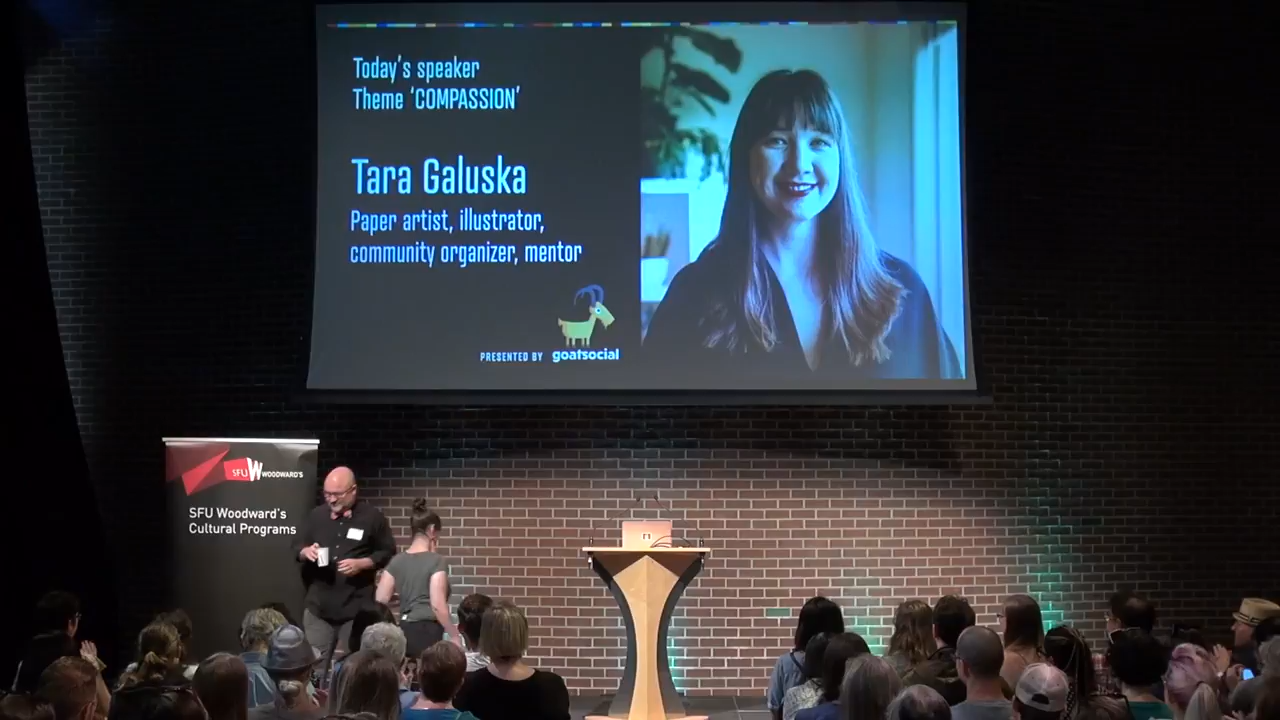 Today's speaker
Theme 'COMPASSION'
Tara Galuska
Paper artist, illustrator,
community organizer, mentor
PRESENTED BY goatsocial
SFU W WOODWARD'S
SFU Woodward's
Cultural Programs